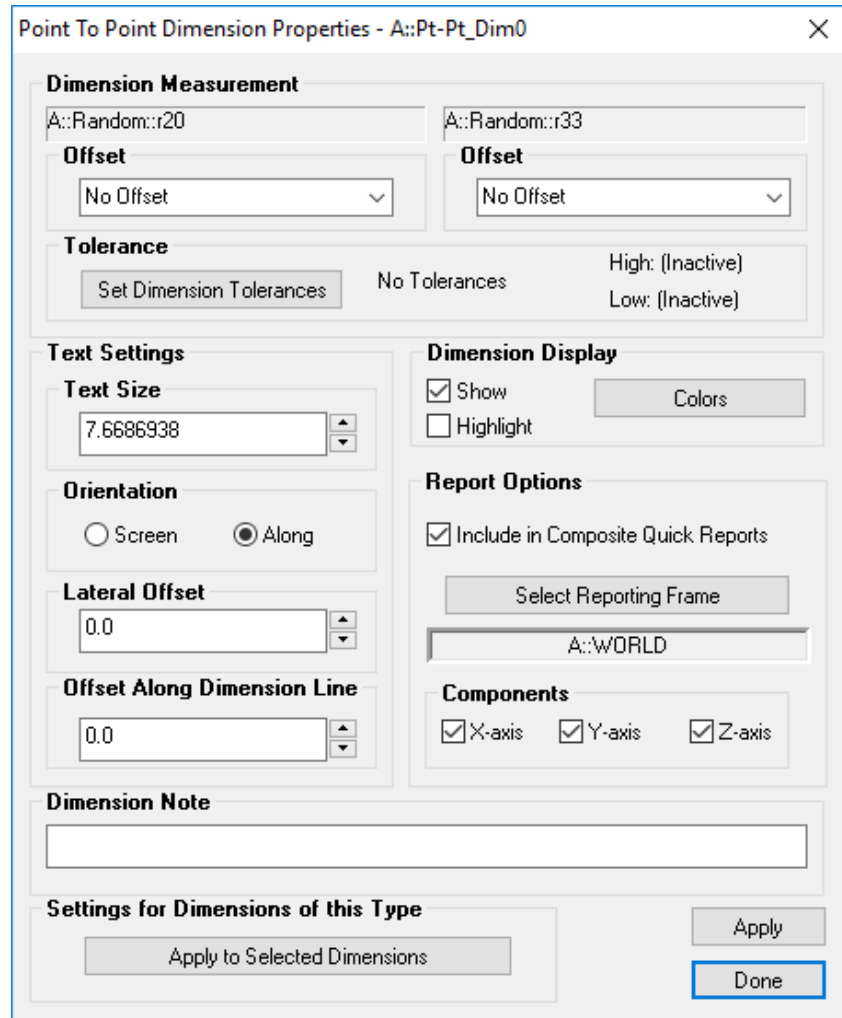 Point To Point Dimension Properties - A::Pt-Pt_Dim0
Dimension Measurement
A::Random::r20
A::Random::r33
Offset
Offset
No Offset
No Offset
Tolerance
Set Dimension Tolerances
No Tolerances
High: (Inactive)
Low: (Inactive)
Text Settings
Text Size
7.6686938
Orientation
Screen
Along
Lateral Offset
0.0
Offset Along Dimension Line
0.0
Dimension Display
Show
Colors
Highlight
Report Options
Include in Composite Quick Reports
Select Reporting Frame
A::WORLD
Components
X-axis
Y-axis
Z-axis
Dimension Note
Settings for Dimensions of this Type
Apply to Selected Dimensions
Apply
Done